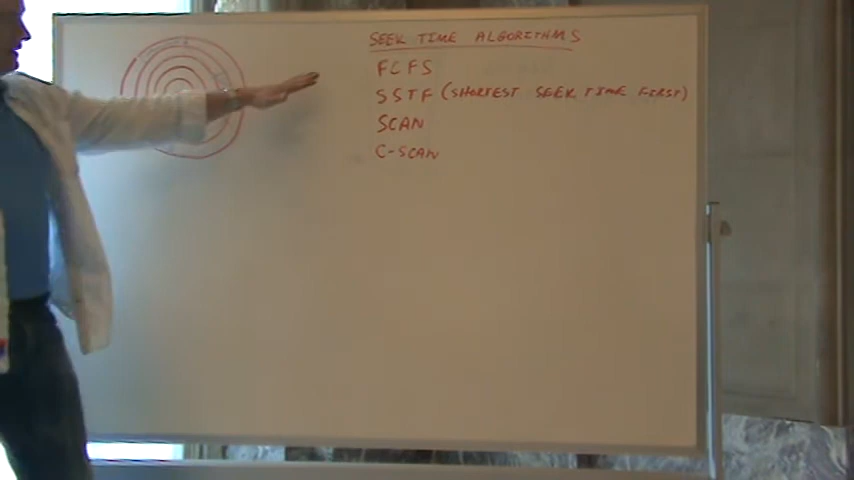 SEEK TIME ALGORITHMS
FCFS
SSTF (SHORTEST SEEK TIME FIRST)
SCAN
C-SCAN